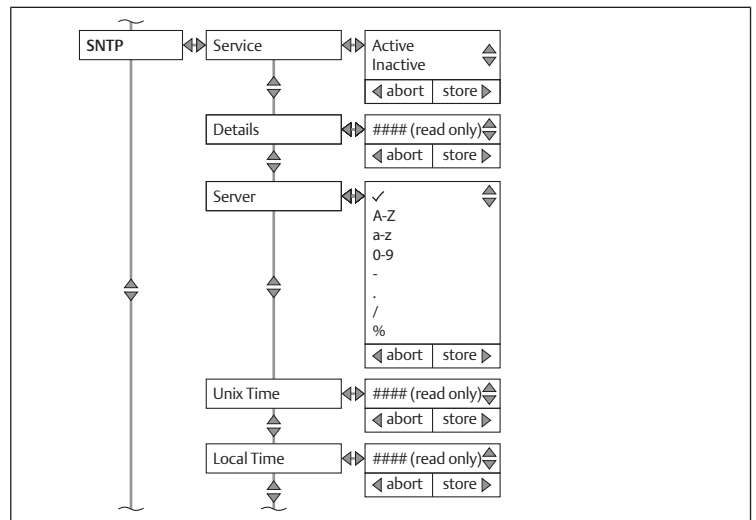 SNTP Service Active
Inactive
abort store
Details #### (read only)
abort store
Server ✓
A-Z
a-z
0-9
-
.
/
%
abort store
Unix Time #### (read only)
abort store
Local Time #### (read only)
abort store